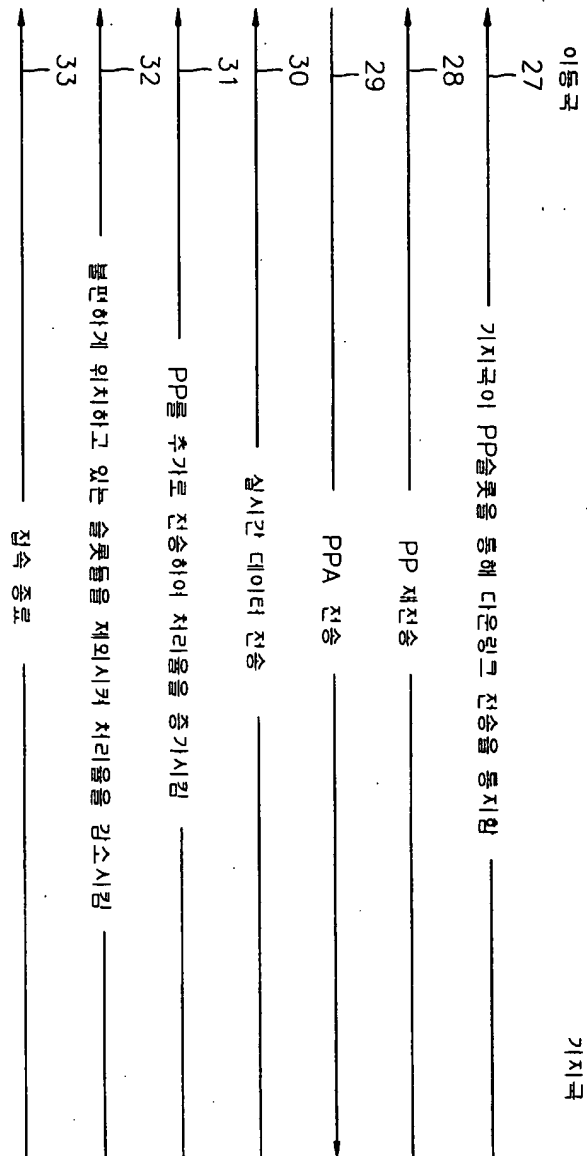 이동국
기지국
27
기지국이 PP슬롯을 통해 다운링크 전송을 통지함
28
PP 재전송
29
PPA 전송
30
실시간 데이터 전송
31
PP를 추가로 전송하여 처리율을 증가시킴
32
불편하게 위치하고 있는 슬롯들을 제외시켜 처리율을 감소시킴
33
접속 종료